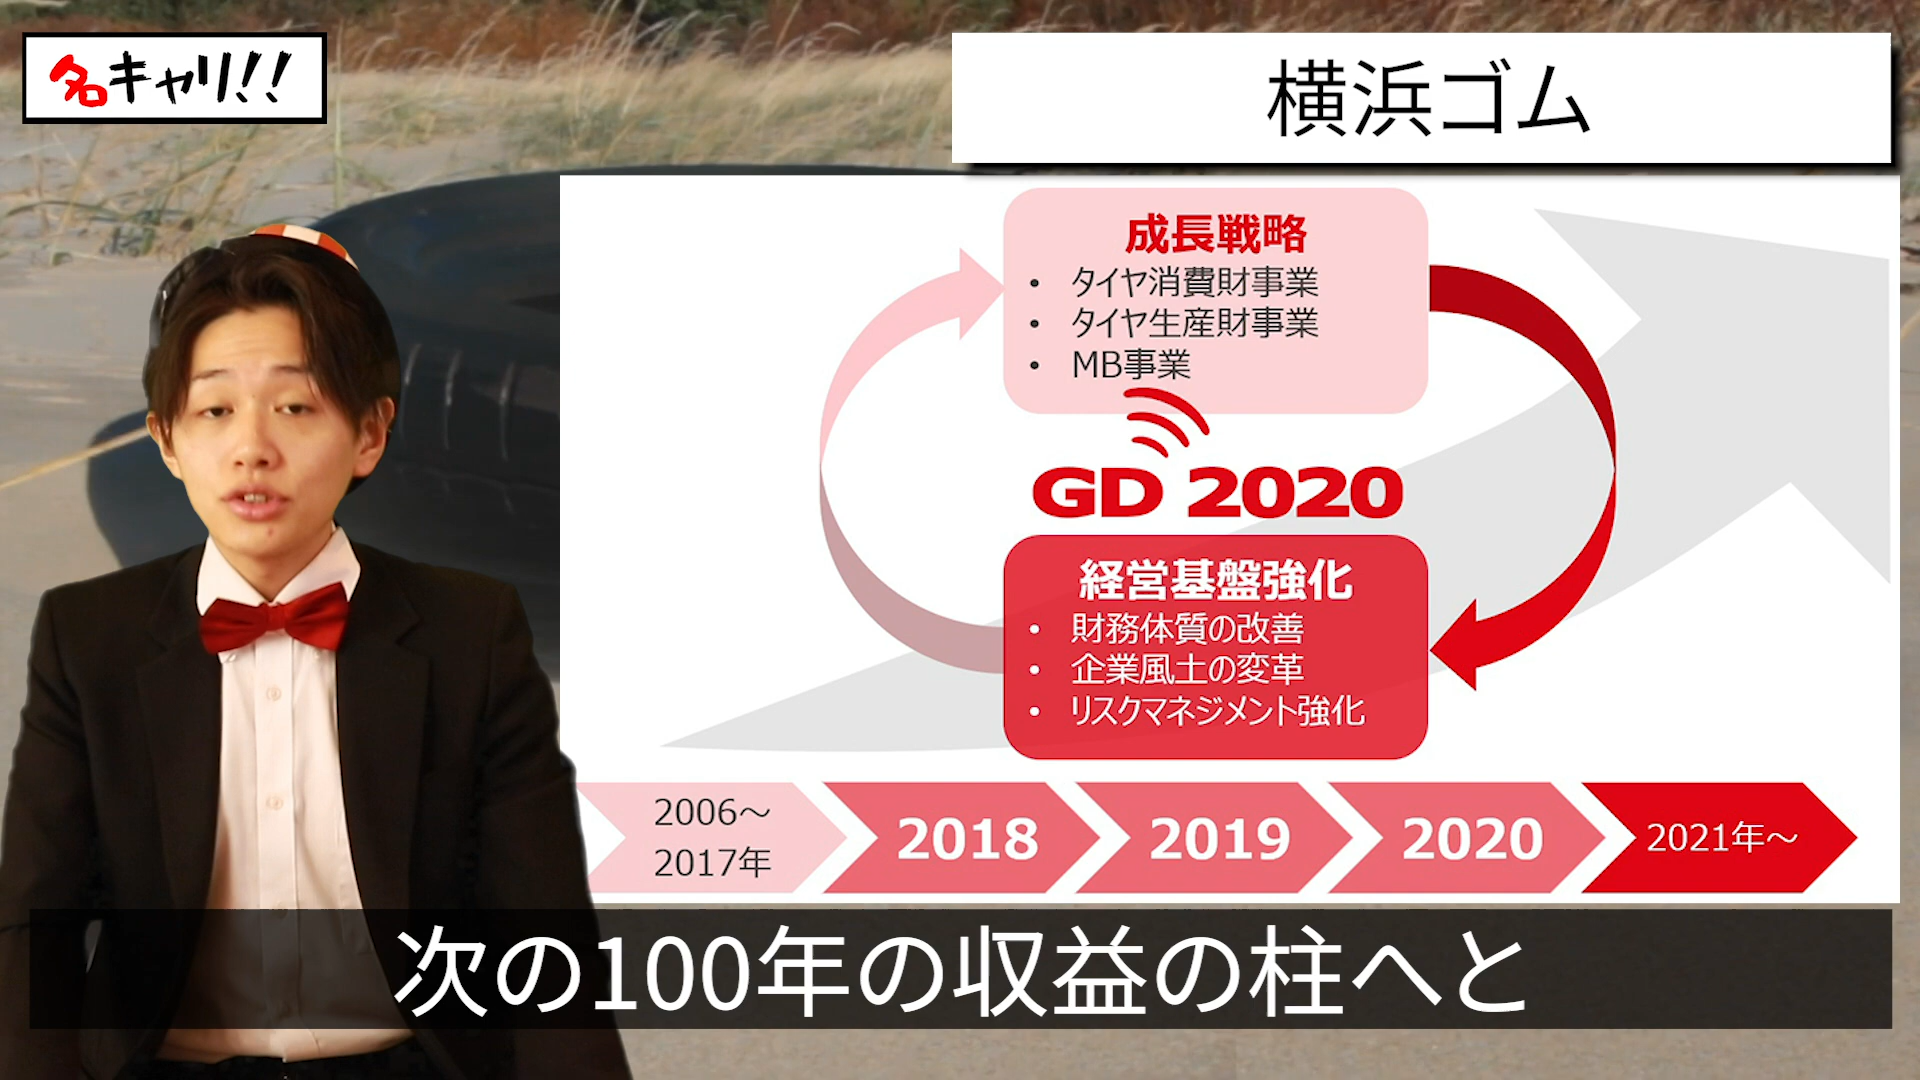 名キャリ!!
横浜ゴム
成長戦略
• タイヤ消費財事業
• タイヤ生産財事業
• MB事業
GD 2020
経営基盤強化
• 財務体質の改善
• 企業風土の変革
• リスクマネジメント強化
2006～
2017年
2018
2019
2020
2021年～
次の100年の収益の柱へと